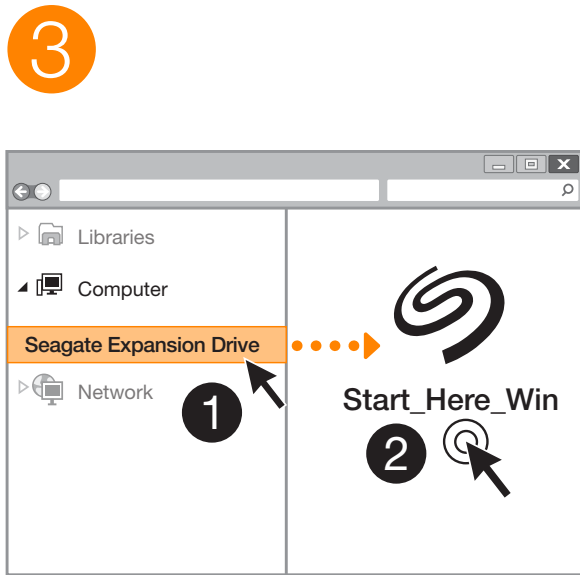 3
Libraries
Computer
Seagate Expansion Drive
Network
1
Start_Here_Win
2